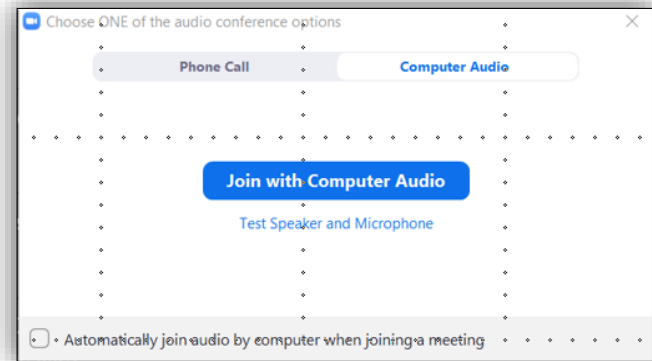 Choose ONE of the audio conference options
Phone Call Computer Audio
Join with Computer Audio
Test Speaker and Microphone
Automatically join audio by computer when joining a meeting